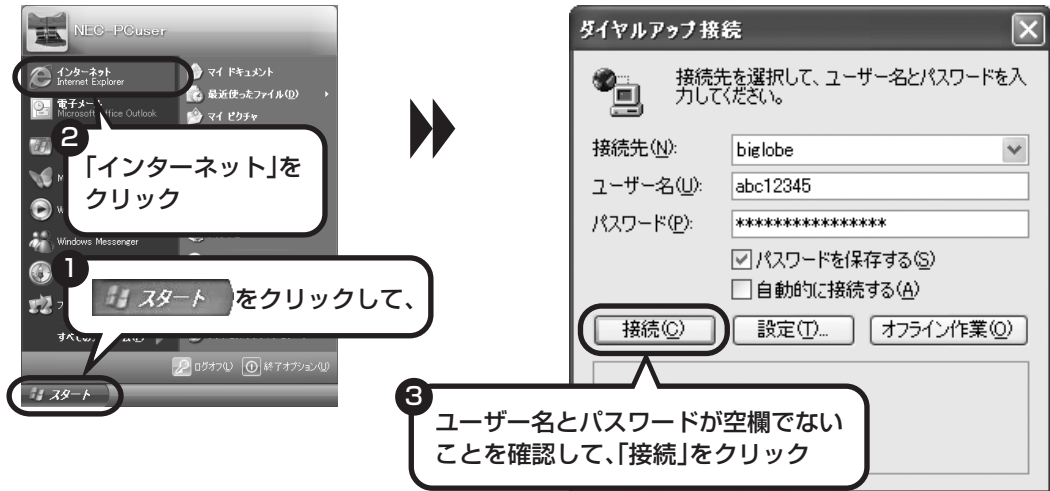 NEC-PCuser
インターネット
Internet Explorer
マイ ドキュメント
電子メール
Microsoft Office Outlook
最近使ったファイル(D)
マイ ピクチャ
2
「インターネット」を
クリック
Windows Messenger
1
スタート をクリックして、
ログオフ(L) 終了オプション(U)
スタート
ダイヤルアップ接続
接続先を選択して、ユーザー名とパスワードを入
力してください。
接続先(N): biglobe
ユーザー名(U): abc12345
パスワード(P): ****************
パスワードを保存する(S)
自動的に接続する(A)
接続(C) 設定(T)... オフライン作業(O)
3
ユーザー名とパスワードが空欄でない
ことを確認して、「接続」をクリック